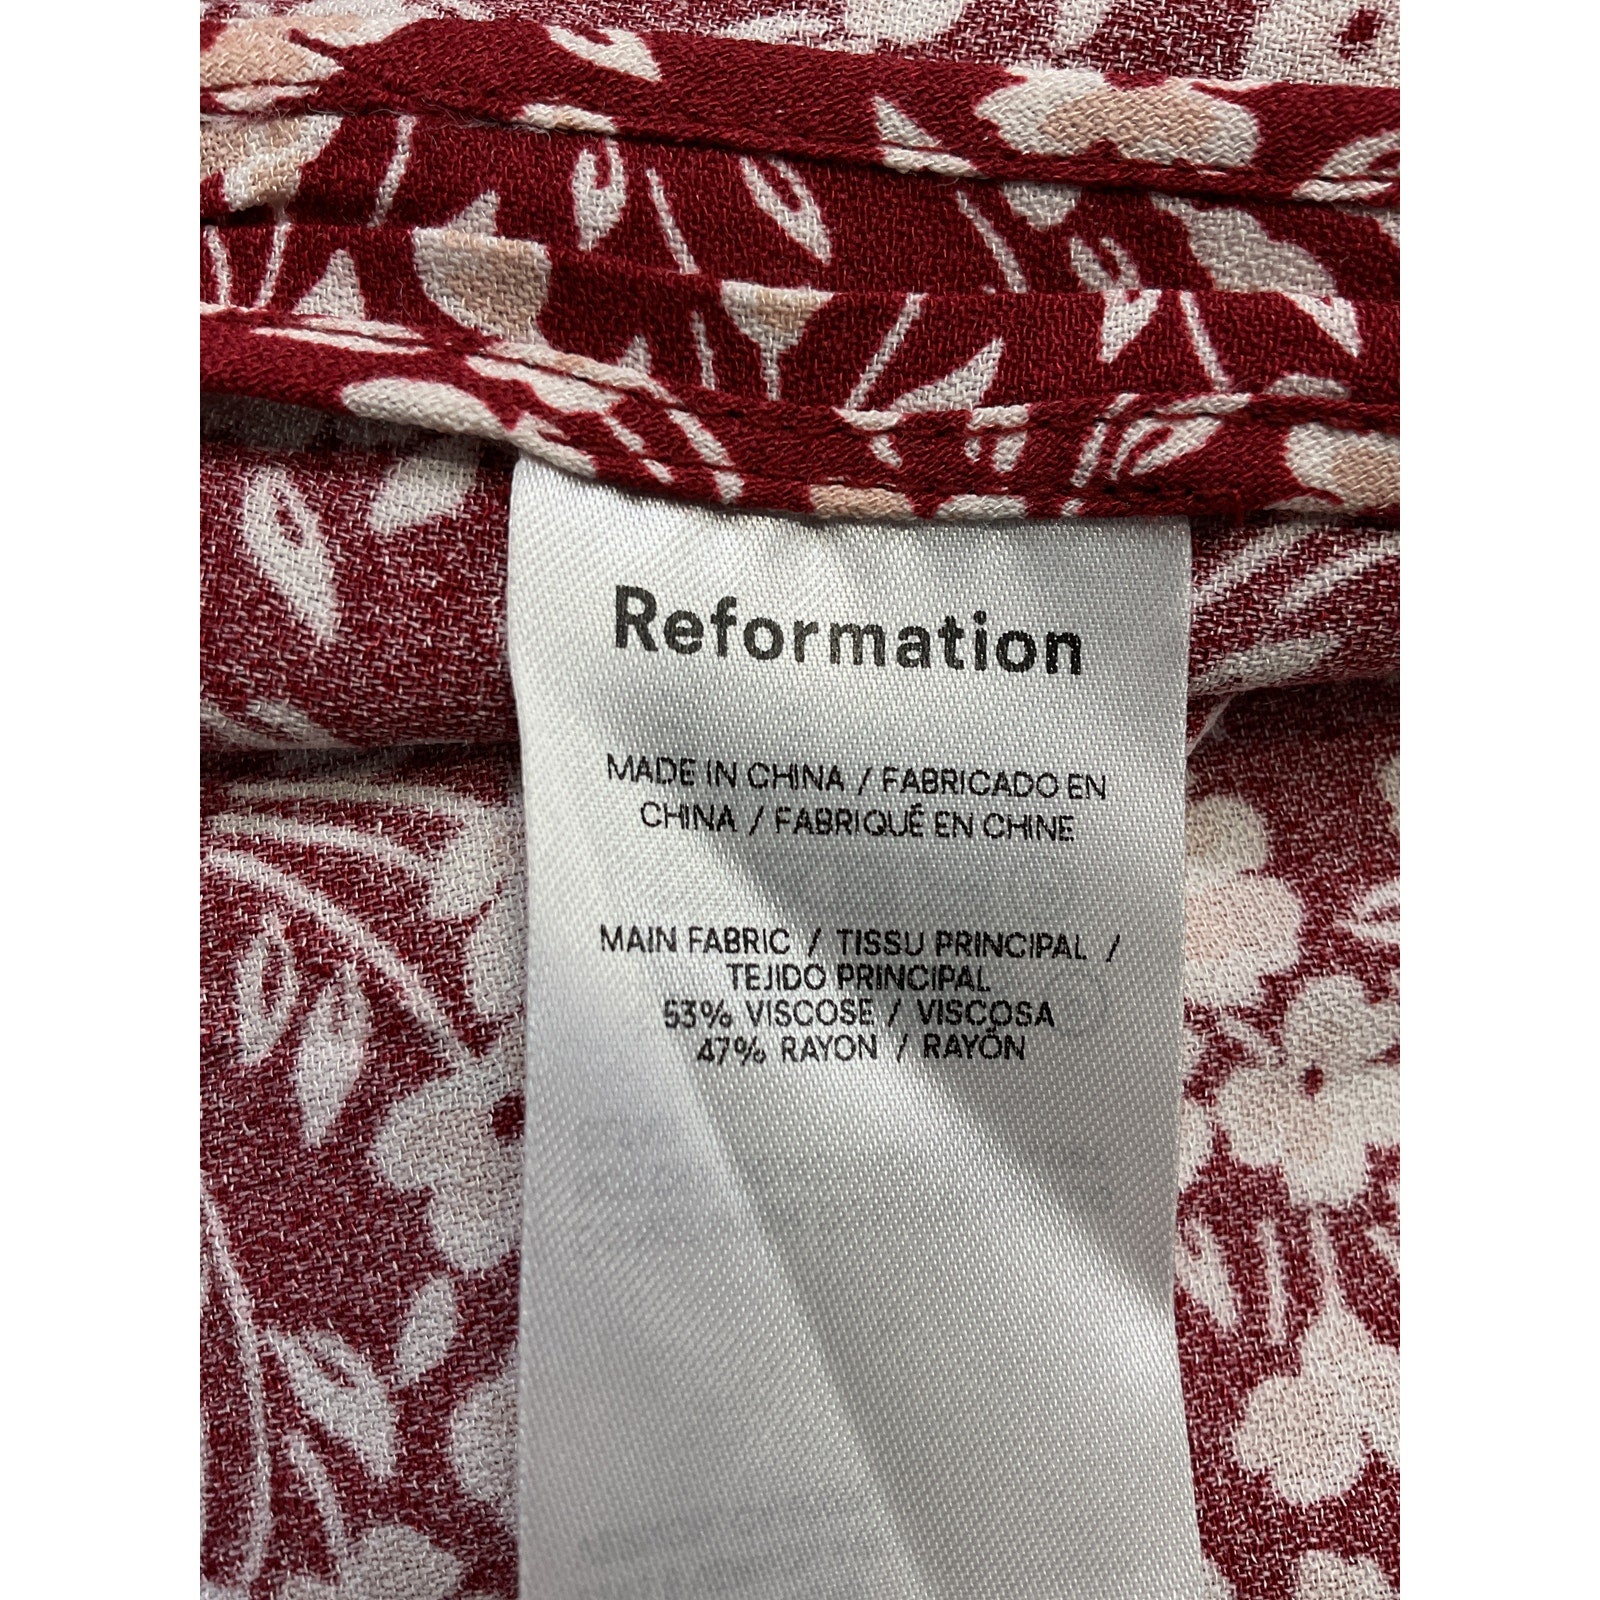 Reformation
MADE IN CHINA / FABRICADO EN
CHINA / FABRIQUÉ EN CHINE
MAIN FABRIC / TISSU PRINCIPAL /
TEJIDO PRINCIPAL
53% VISCOSE / VISCOSA
47% RAYON / RAYÓN